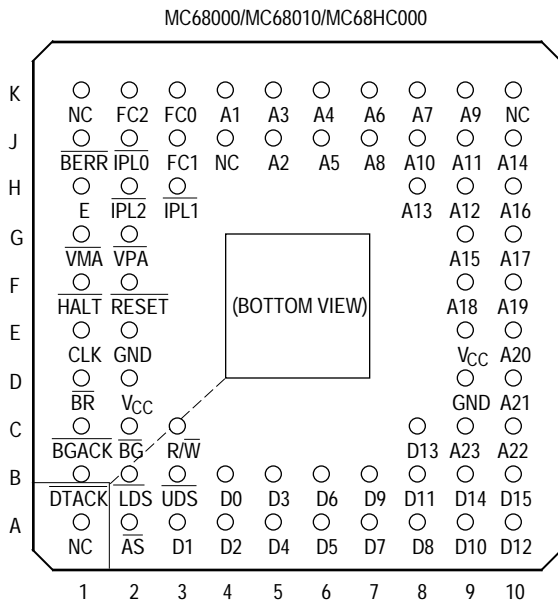 MC68000/MC68010/MC68HC000
K
NC FC2 FC0 A1 A3 A4 A6 A7 A9 NC
J
BERR IPL0 FC1 NC A2 A5 A8 A10 A11 A14
H
E IPL2 IPL1 A13 A12 A16
G
VMA VPA A15 A17
F
HALT RESET (BOTTOM VIEW) A18 A19
E
CLK GND VCC A20
D
BR VCC GND A21
C
BGACK BG R/W D13 A23 A22
B
DTACK LDS UDS D0 D3 D6 D9 D11 D14 D15
A
NC AS D1 D2 D4 D5 D7 D8 D10 D12
1 2 3 4 5 6 7 8 9 10